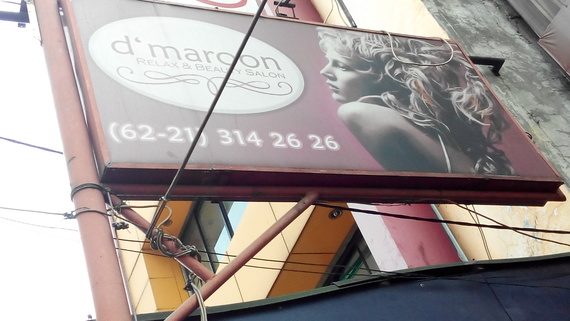 d'maroon
RELAX & BEAUTY SALON
(62-21) 314 26 26